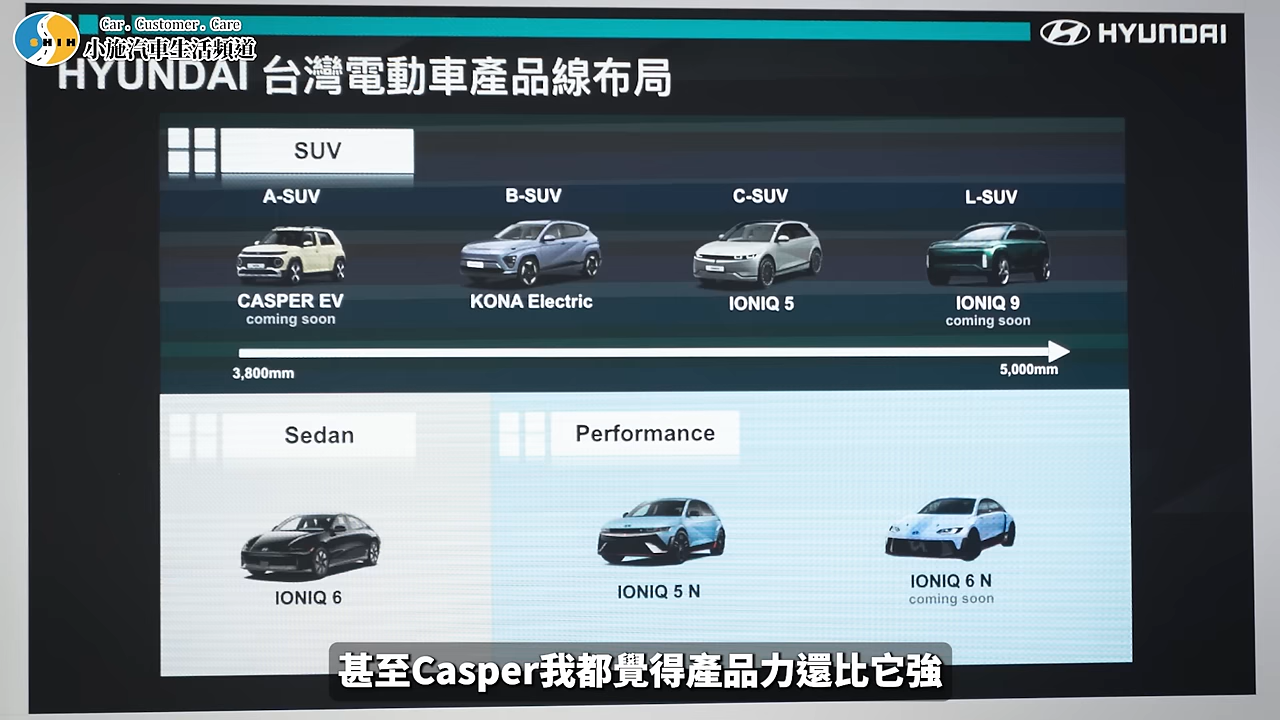 Car. Customer. Care
SHIH
小施汽車生活頻道
HYUNDAI
HYUNDAI 台灣電動車產品線布局
SUV
A-SUV
B-SUV
C-SUV
L-SUV
CASPER EV
coming soon
KONA Electric
IONIQ 5
IONIQ 9
coming soon
3,800mm
5,000mm
Sedan
Performance
IONIQ 6
IONIQ 5 N
IONIQ 6 N
coming soon
甚至Casper我都覺得產品力還比它強